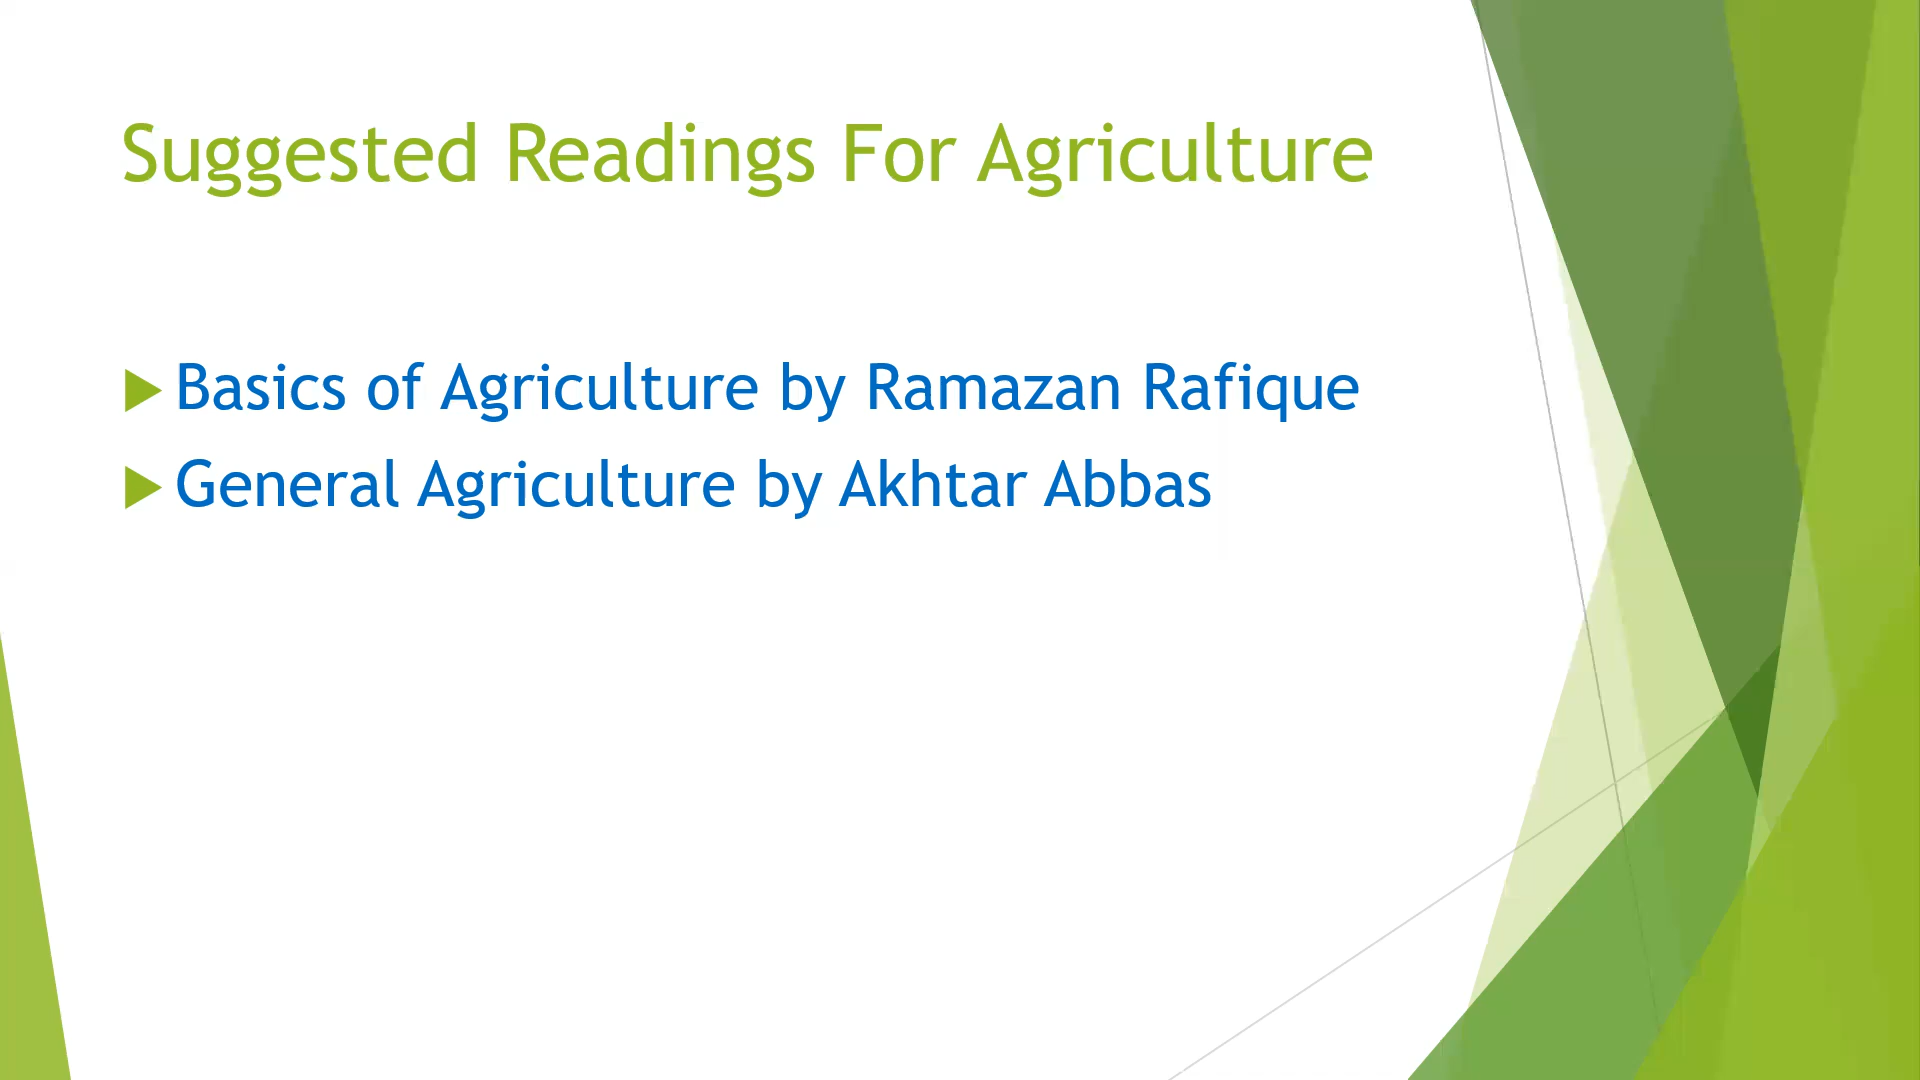 Suggested Readings For Agriculture
Basics of Agriculture by Ramazan Rafique
General Agriculture by Akhtar Abbas